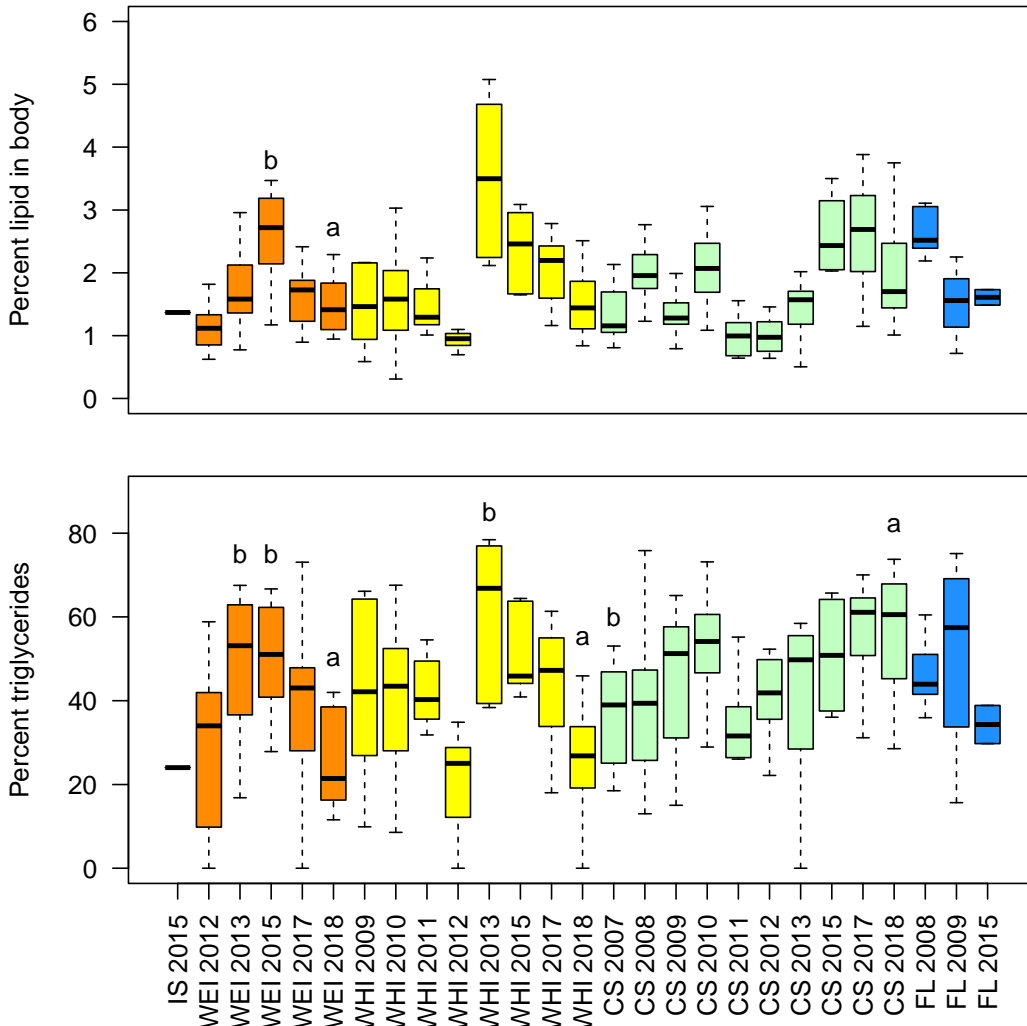 Percent lipid in body
6
5
4
3
2
1
0
b
a
Percent triglycerides
80
60
40
20
0
b
b
a
b
a
b
a
IS 2015
WEI 2012
WEI 2013
WEI 2015
WEI 2017
WEI 2018
WHI 2009
WHI 2010
WHI 2011
WHI 2012
WHI 2013
WHI 2015
WHI 2017
WHI 2018
CS 2007
CS 2008
CS 2009
CS 2010
CS 2011
CS 2012
CS 2013
CS 2015
CS 2017
CS 2018
FL 2008
FL 2009
FL 2015